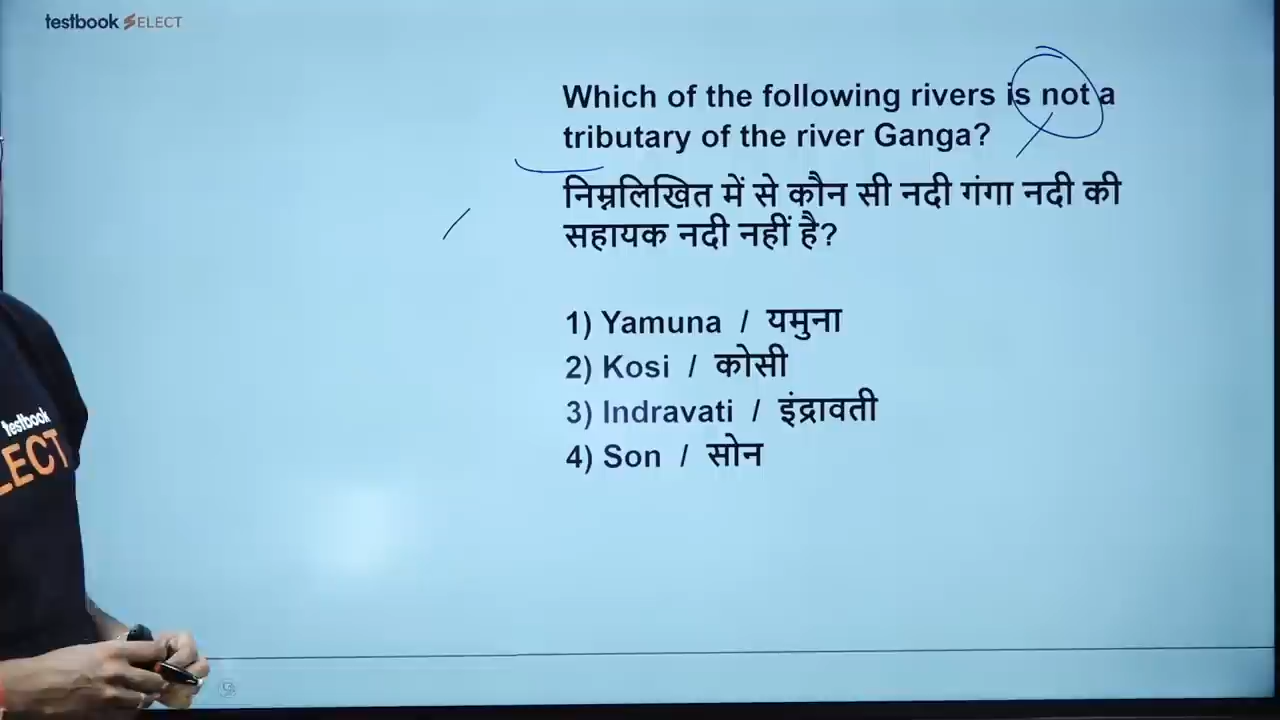 testbook SELECT
Which of the following rivers is not a
tributary of the river Ganga?
निम्नलिखित में से कौन सी नदी गंगा नदी की
सहायक नदी नहीं है?
1) Yamuna / यमुना
2) Kosi / कोसी
3) Indravati / इंद्रावती
4) Son / सोन
testbook
LECT